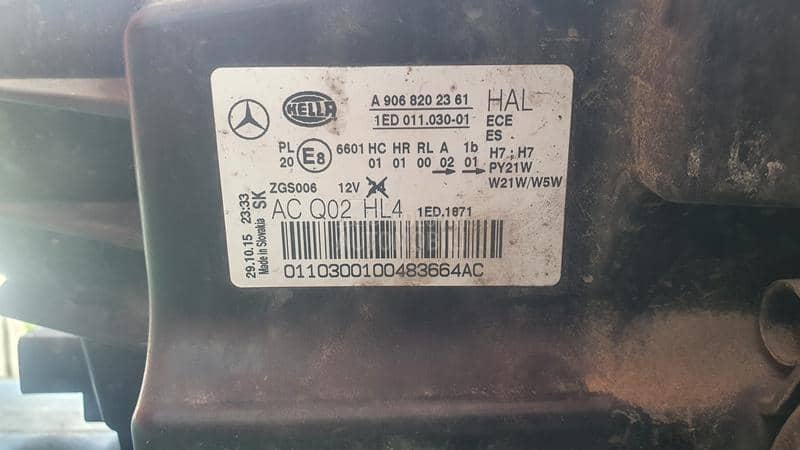 HELLA
A 906 820 23 61
1ED 011.030-01
HAL
ECE
ES
PL
20
E8
6601 HC HR RL A 1b
01 01 00 02 01
H7 ; H7
PY21W
W21W/W5W
ZGS006 12V
AC Q02 HL4 1ED.1871
0110300100483664AC
29.10.15 23:33
Made in Slovakia SK